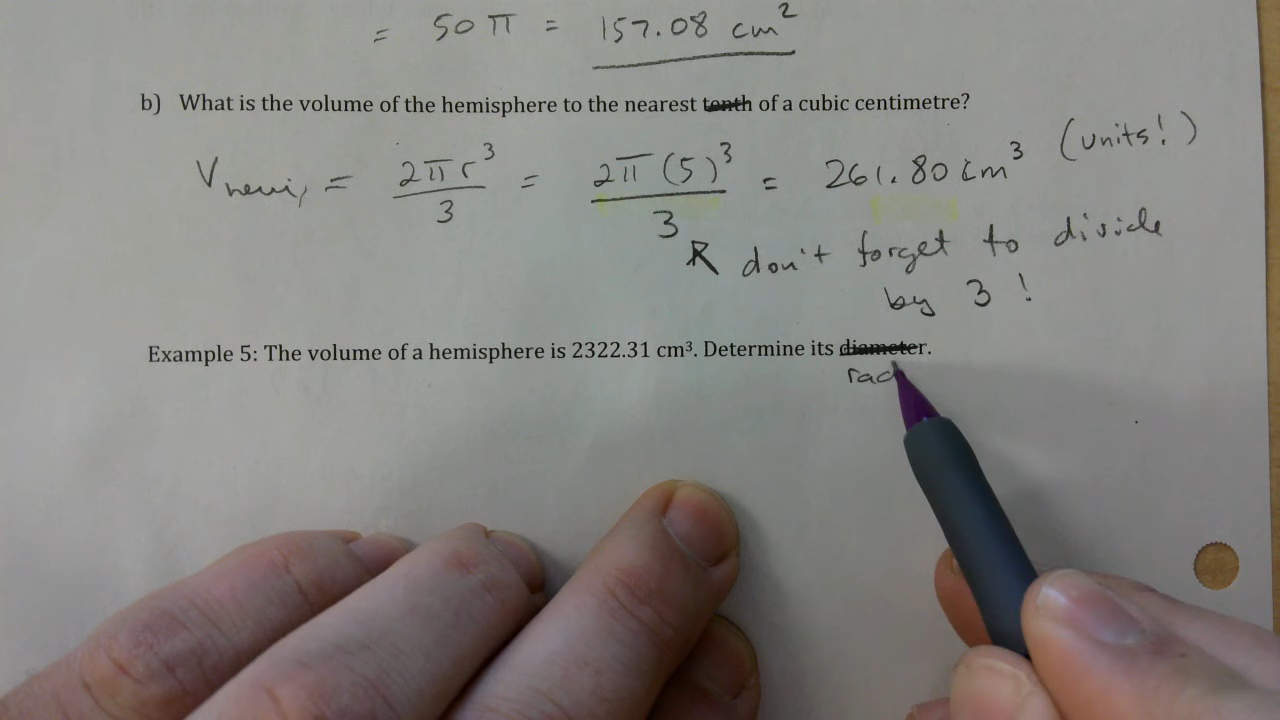 = 50π = 157.08 cm²
b) What is the volume of the hemisphere to the nearest tenth of a cubic centimetre?
V hemi, = 2πr³/3 = 2π(5)³/3 = 261.80 cm³ (units!)
don't forget to divide
by 3 !
Example 5: The volume of a hemisphere is 2322.31 cm³. Determine its diameter.
rad